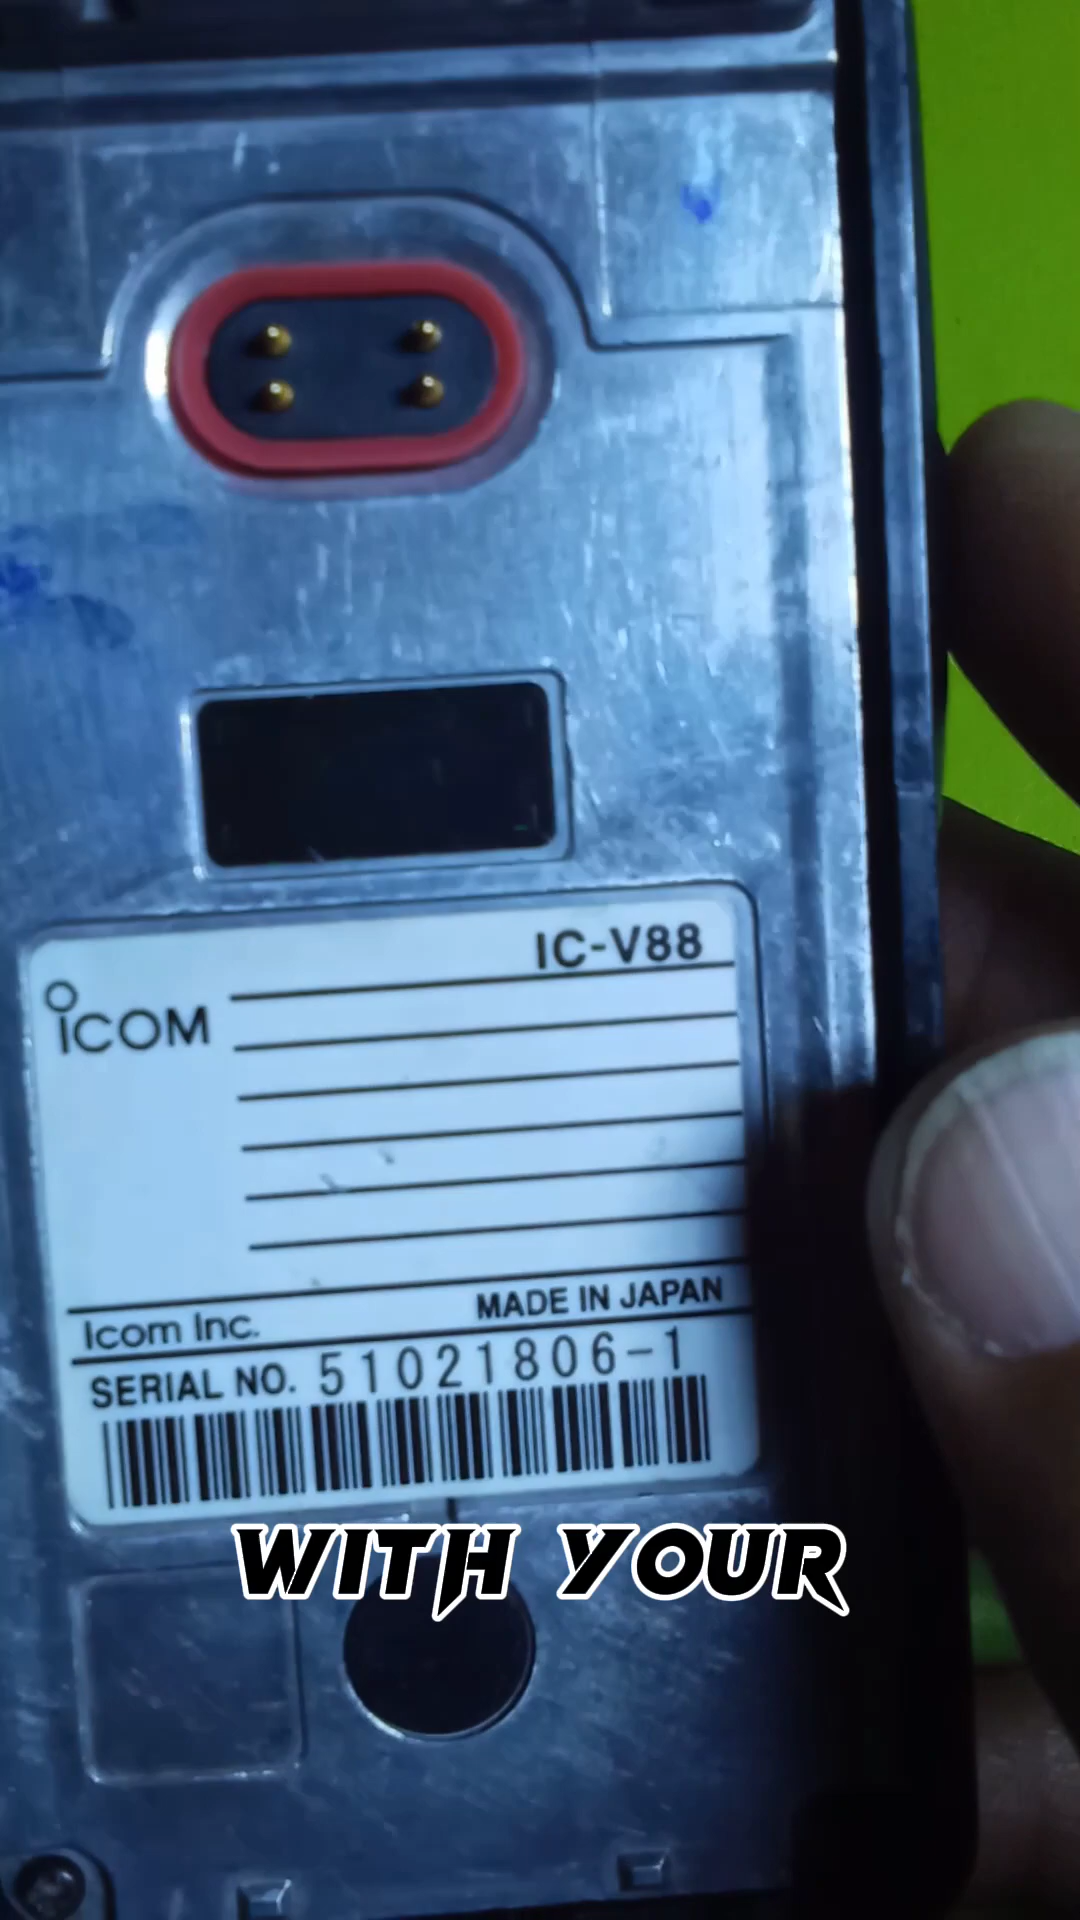 IC-V88
ICOM
Icom Inc.
MADE IN JAPAN
SERIAL NO. 51021806-1
WITH YOUR